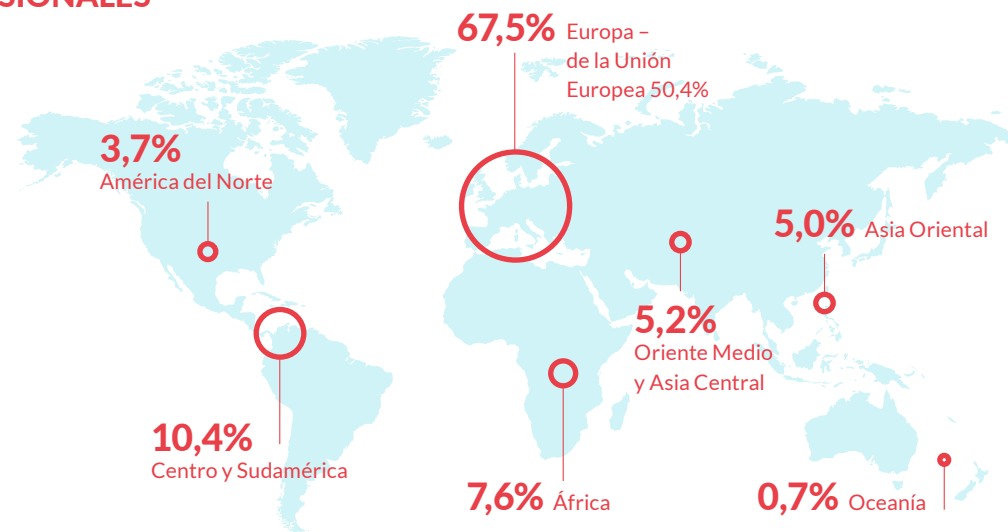 67,5% Europa –
de la Unión
Europea 50,4%
3,7%
América del Norte
5,0% Asia Oriental
5,2%
Oriente Medio
y Asia Central
10,4%
Centro y Sudamérica
7,6% África
0,7% Oceanía